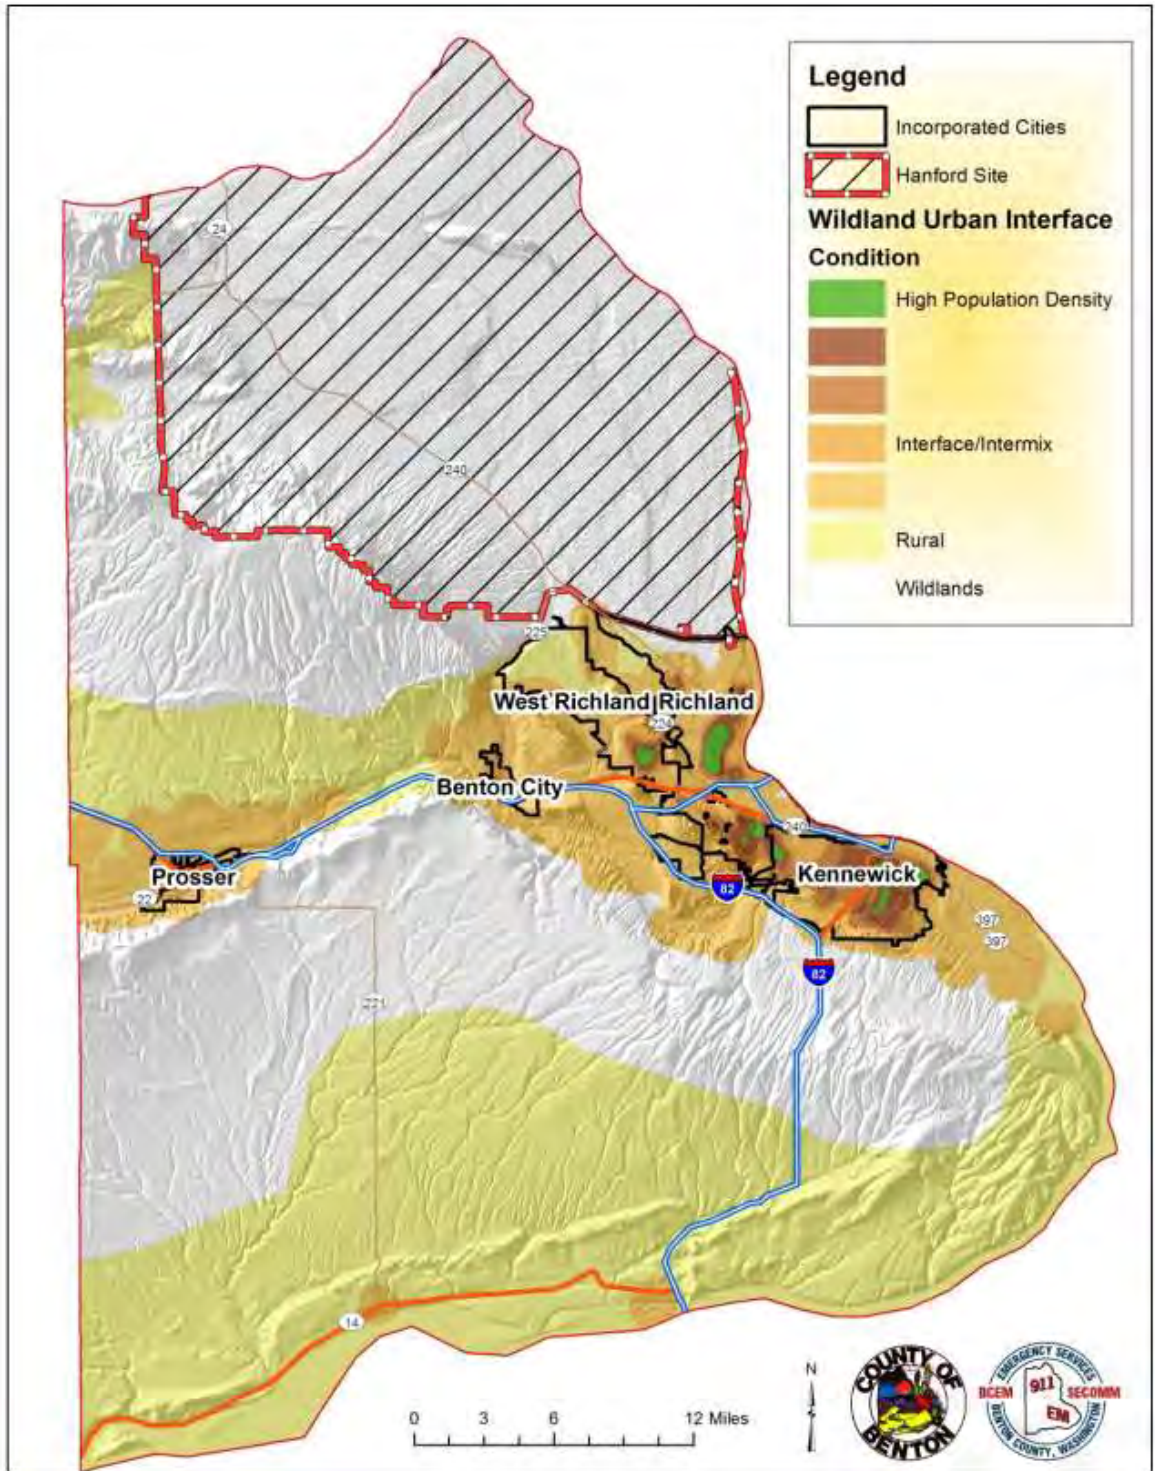 Legend
Incorporated Cities
Hanford Site
Wildland Urban Interface
Condition
High Population Density
Interface/Intermix
Rural
Wildlands
24
240
225
West Richland
Richland
224
Benton City
240
Prosser
22
82
Kennewick
397
397
82
221
14
0 3 6 12 Miles
N
COUNTY OF
BENTON
EMERGENCY SERVICES
BCEM
911
SECOMM
EM
BENTON COUNTY, WASHINGTON